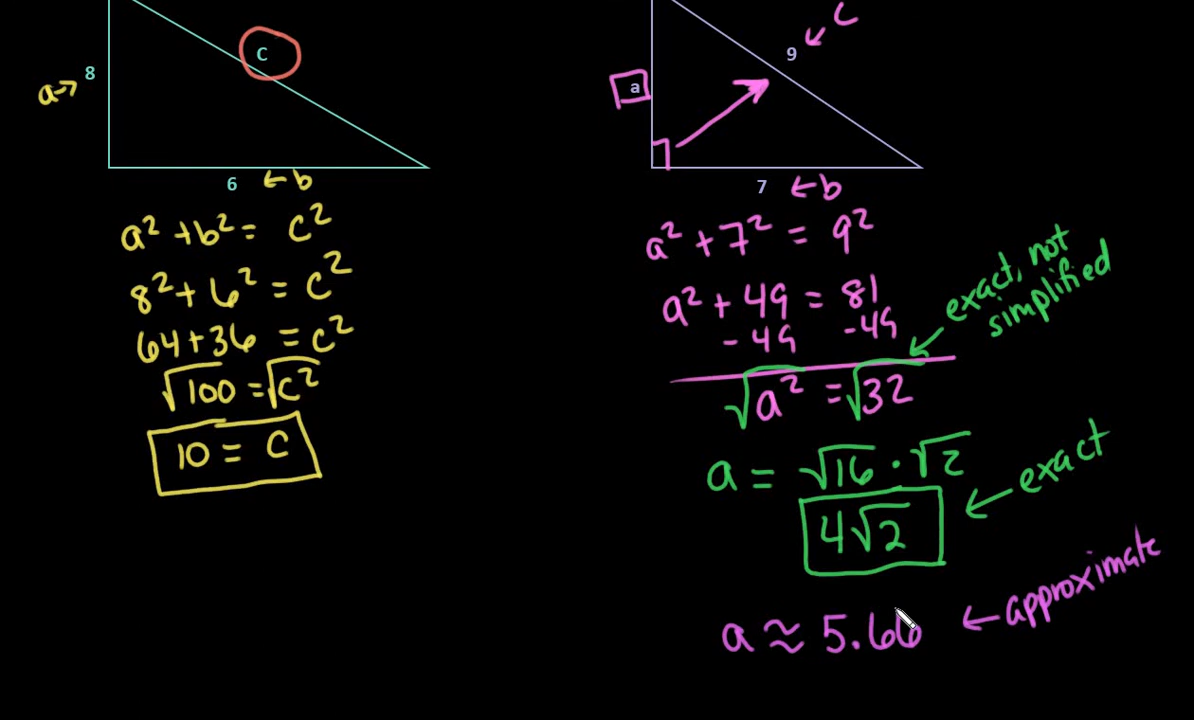 8
a→
C
6
← b
a² + b² = c²
8² + 6² = c²
64 + 36 = c²
√100 = √c²
10 = c
c
9
a
7
← b
a² + 7² = 9²
a² + 49 = 81
- 49 -49
√a² = √32
exact, not
simplified
a = √16 · √2
4√2
← exact
a ≈ 5.66
← approximate